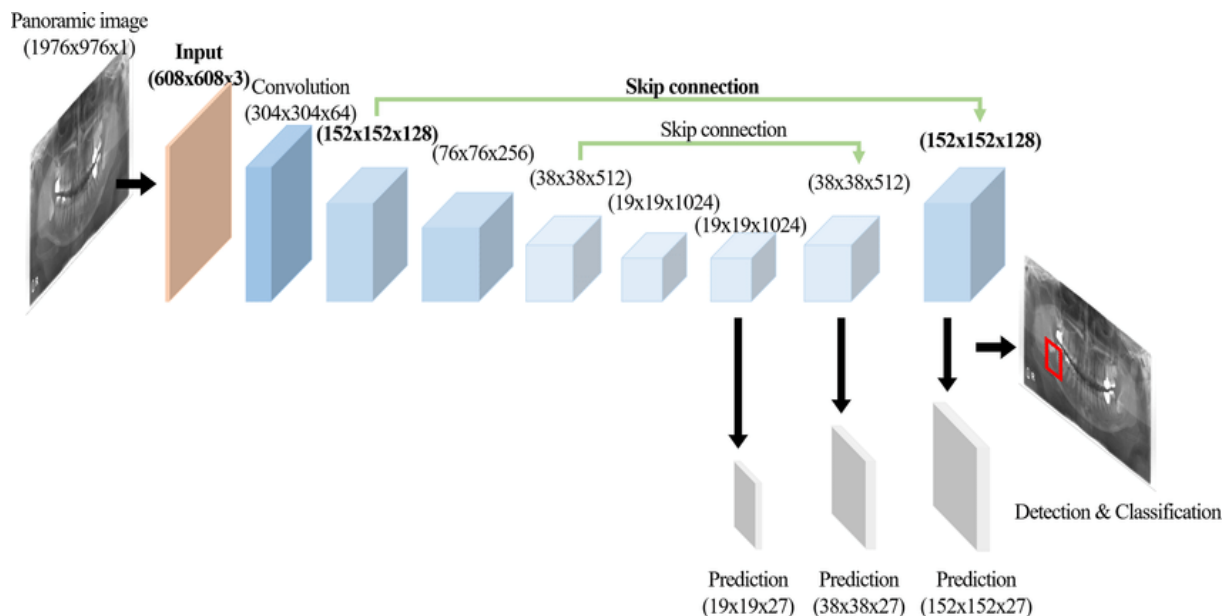 Panoramic image
(1976x976x1)
Input
(608x608x3)
Convolution
(304x304x64)
(152x152x128)
(76x76x256)
Skip connection
Skip connection
(38x38x512)
(19x19x1024)
(19x19x1024)
(38x38x512)
(152x152x128)
Detection & Classification
Prediction
(19x19x27)
Prediction
(38x38x27)
Prediction
(152x152x27)